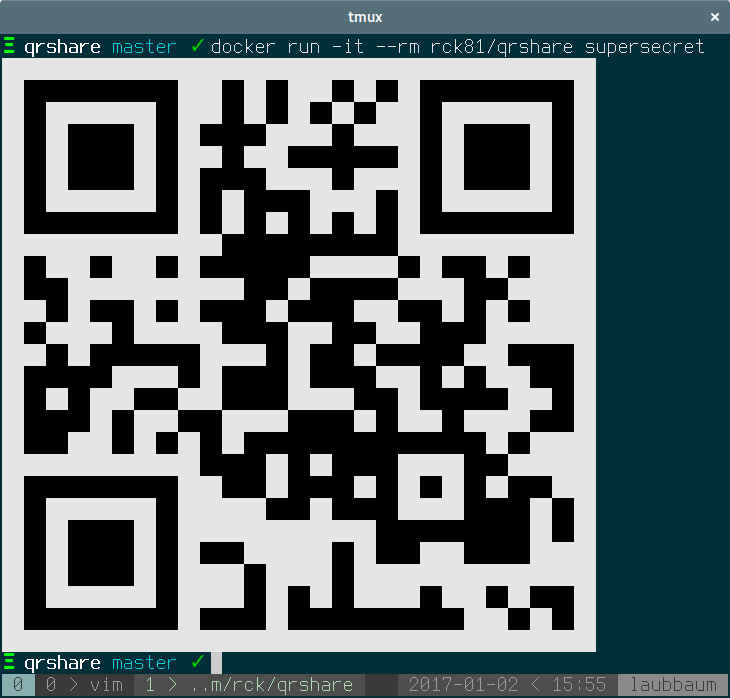 tmux ×
Ξ qrshare master ✓ docker run -it --rm rck81/qrshare supersecret
Ξ qrshare master ✓
0 0 > vim 1 > ..m/rck/qrshare 2017-01-02 < 15:55 laubbaum